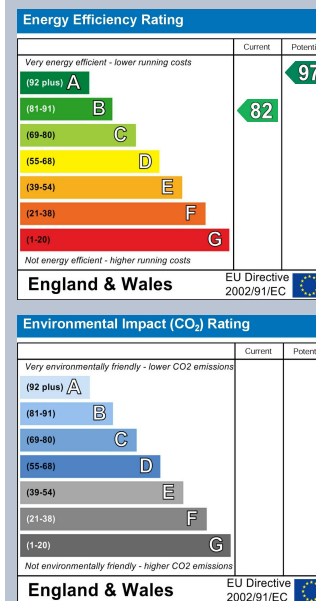 Energy Efficiency Rating
Current Potenti
Very energy efficient - lower running costs
(92 plus) A
(81-91) B
(69-80) C
(55-68) D
(39-54) E
(21-38) F
(1-20) G
97
82
Not energy efficient - higher running costs
England & Wales
EU Directive
2002/91/EC
Environmental Impact (CO₂) Rating
Current Potent
Very environmentally friendly - lower CO2 emissions
(92 plus) A
(81-91) B
(69-80) C
(55-68) D
(39-54) E
(21-38) F
(1-20) G
Not environmentally friendly - higher CO2 emissions
England & Wales
EU Directive
2002/91/EC